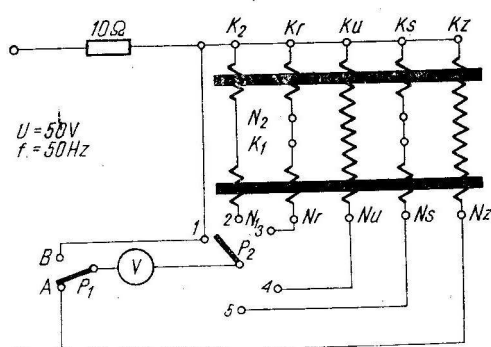 10Ω K2 Kr Ku Ks Kz
N2
K1
U = 50V
f = 50Hz
1 2 N1 3 Nr Nu Ns Nz
B P2
V
A P1
4
5